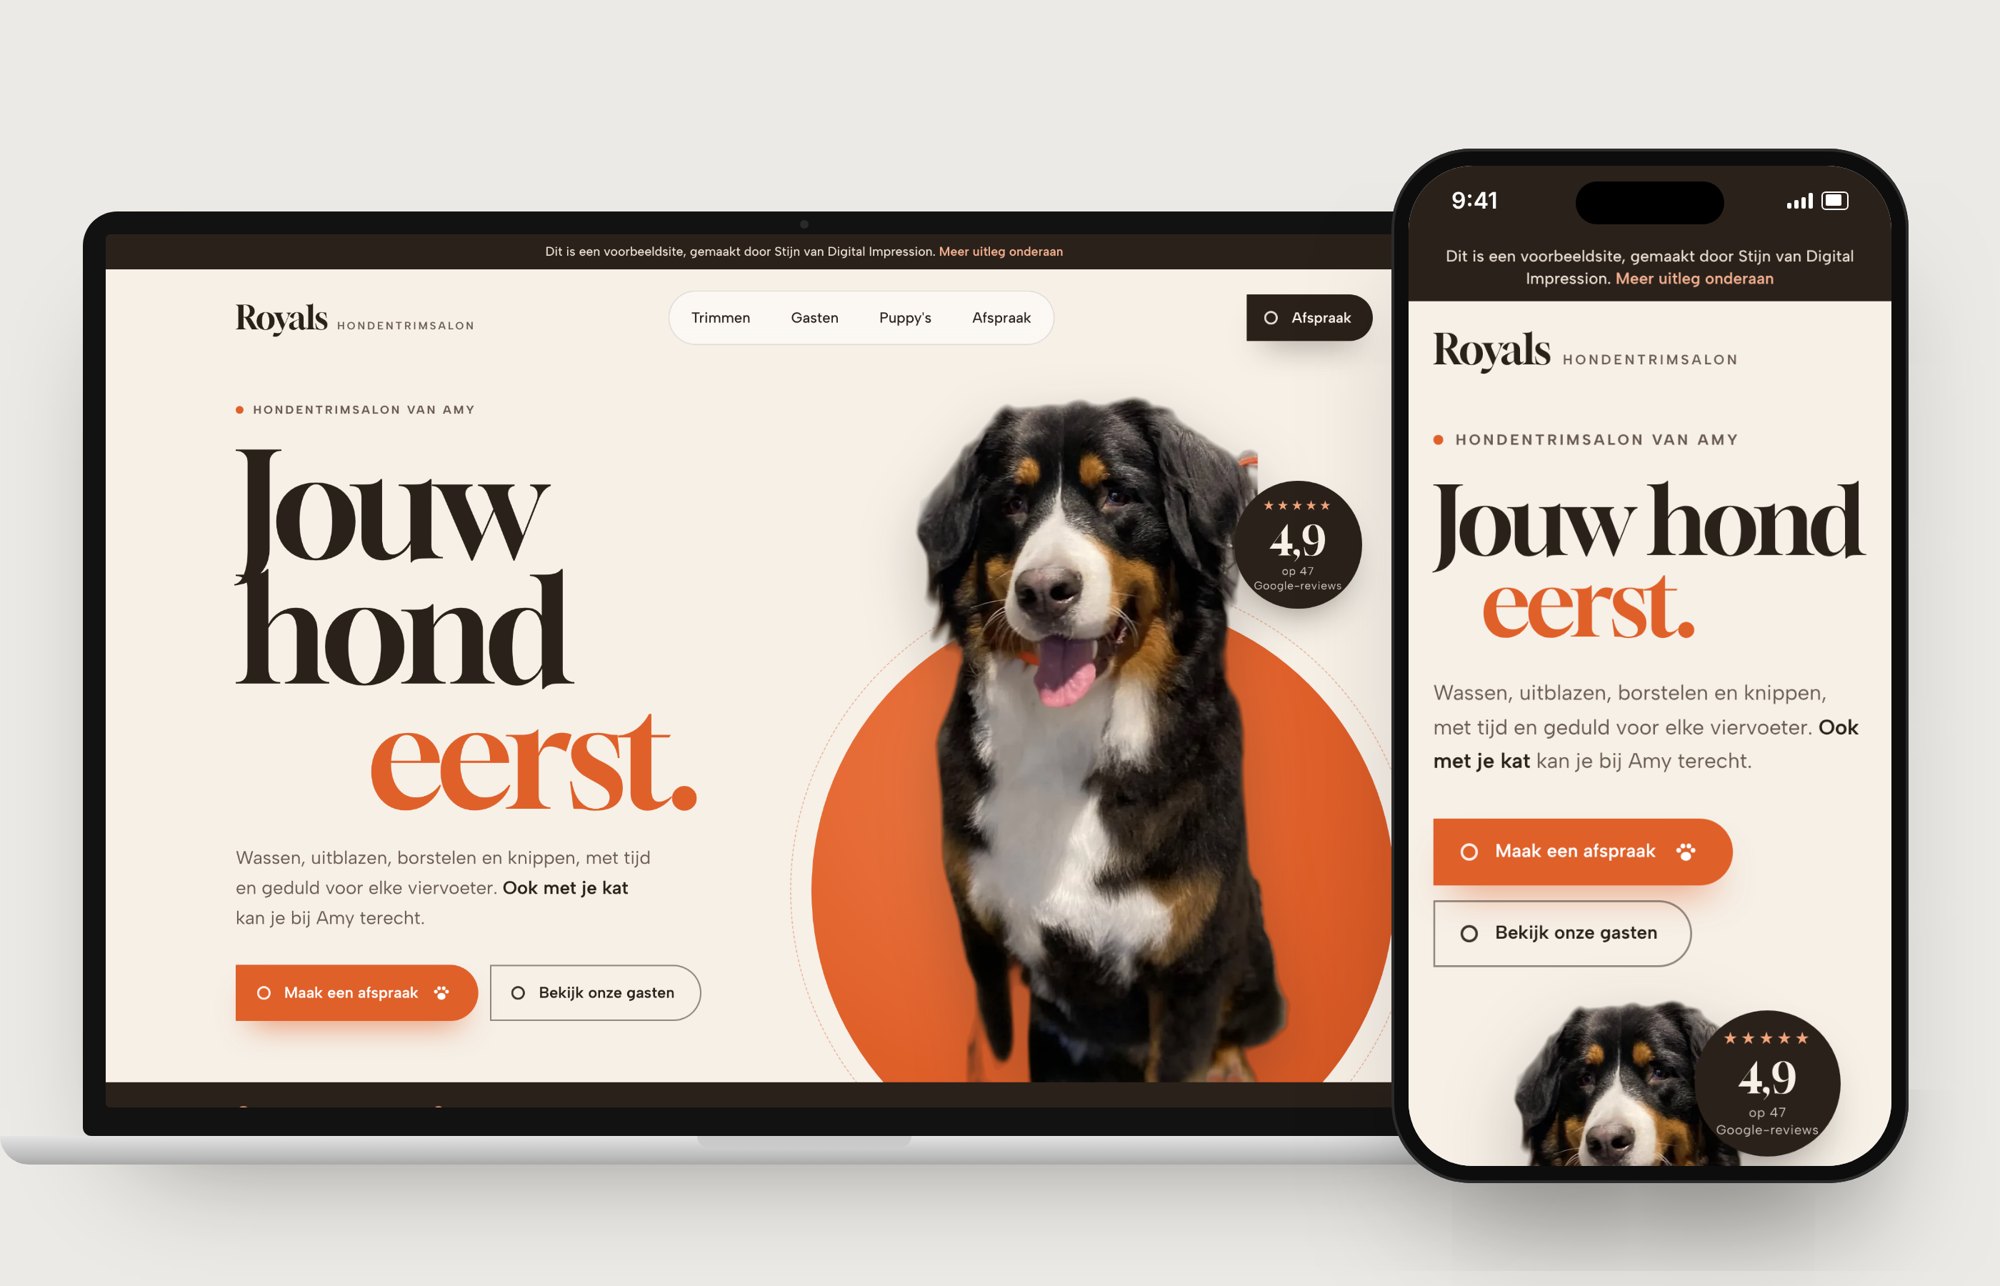 Dit is een voorbeeldsite, gemaakt door Stijn van Digital Impression. Meer uitleg onderaan
Royals HONDENTRIMSALON
Trimmen Gasten Puppy's Afspraak
Afspraak
HONDENTRIMSALON VAN AMY
Jouw
hond
eerst.
Wassen, uitblazen, borstelen en knippen, met tijd
en geduld voor elke viervoeter. Ook met je kat
kan je bij Amy terecht.
Maak een afspraak
Bekijk onze gasten
★★★★★
4,9
op 47
Google-reviews
9:41
Dit is een voorbeeldsite, gemaakt door Stijn van Digital
Impression. Meer uitleg onderaan
Royals HONDENTRIMSALON
HONDENTRIMSALON VAN AMY
Jouw hond
eerst.
Wassen, uitblazen, borstelen en knippen,
met tijd en geduld voor elke viervoeter. Ook
met je kat kan je bij Amy terecht.
Maak een afspraak
Bekijk onze gasten
★★★★★
4,9
op 47
Google-reviews